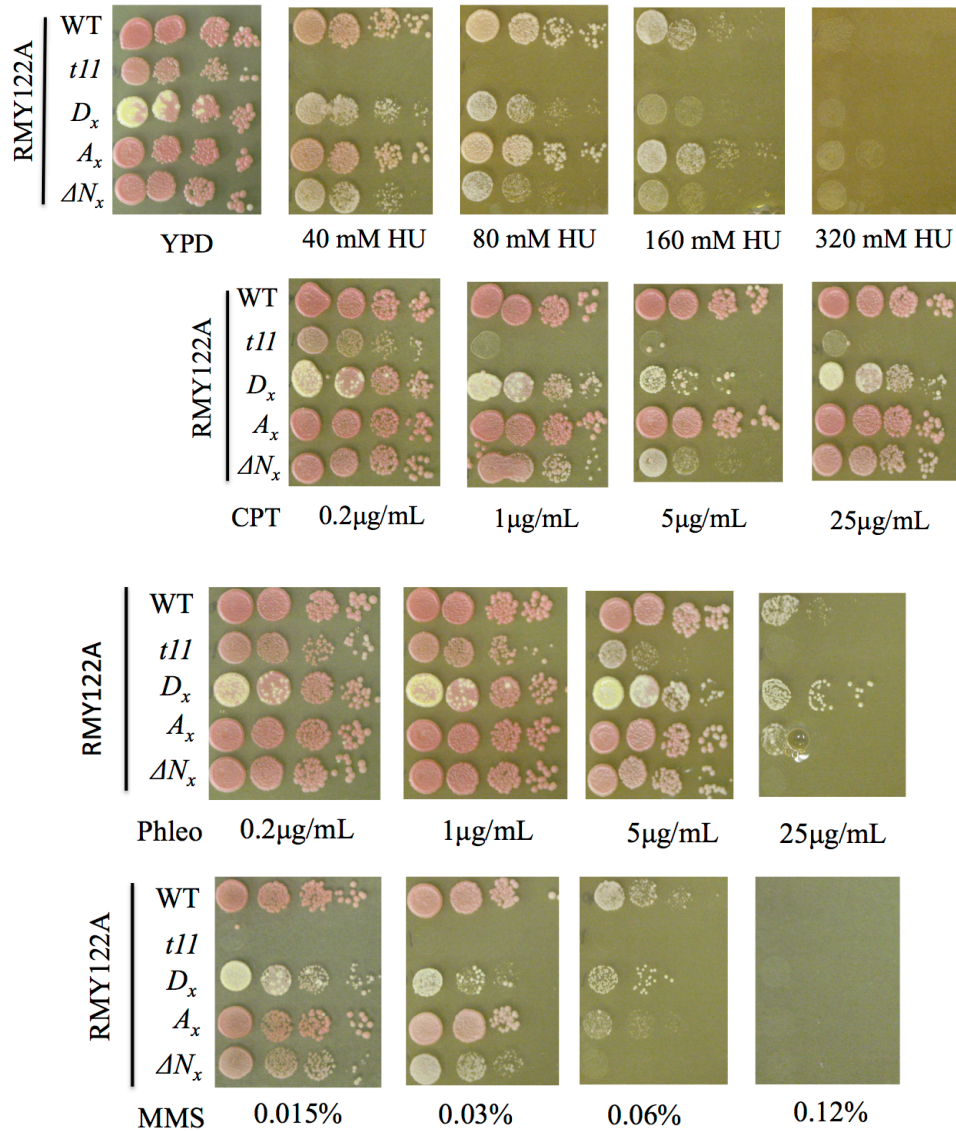 RMY122A
WT
t11
Dx
Ax
ΔNx
YPD
40 mM HU
80 mM HU
160 mM HU
320 mM HU
RMY122A
WT
t11
Dx
Ax
ΔNx
CPT
0.2µg/mL
1µg/mL
5µg/mL
25µg/mL
RMY122A
WT
t11
Dx
Ax
ΔNx
Phleo
0.2µg/mL
1µg/mL
5µg/mL
25µg/mL
RMY122A
WT
t11
Dx
Ax
ΔNx
MMS
0.015%
0.03%
0.06%
0.12%